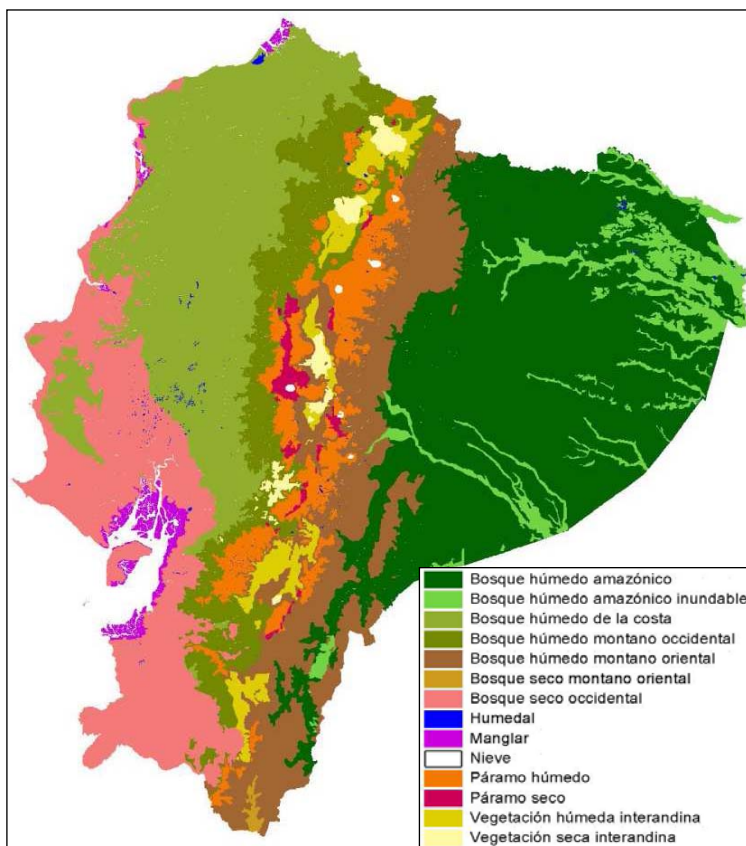 Bosque húmedo amazónico
Bosque húmedo amazónico inundable
Bosque húmedo de la costa
Bosque húmedo montano occidental
Bosque húmedo montano oriental
Bosque seco montano oriental
Bosque seco occidental
Humedal
Manglar
Nieve
Páramo húmedo
Páramo seco
Vegetación húmeda interandina
Vegetación seca interandina